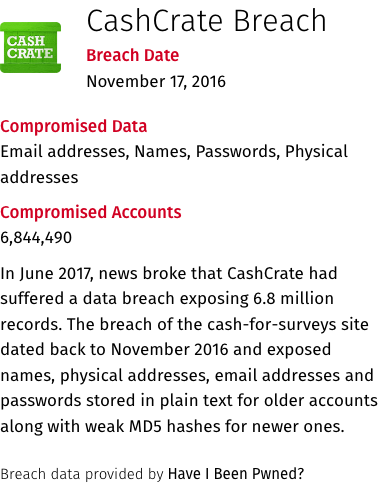 CASH
CRATE
CashCrate Breach
Breach Date
November 17, 2016
Compromised Data
Email addresses, Names, Passwords, Physical
addresses
Compromised Accounts
6,844,490
In June 2017, news broke that CashCrate had
suffered a data breach exposing 6.8 million
records. The breach of the cash-for-surveys site
dated back to November 2016 and exposed
names, physical addresses, email addresses and
passwords stored in plain text for older accounts
along with weak MD5 hashes for newer ones.
Breach data provided by Have I Been Pwned?